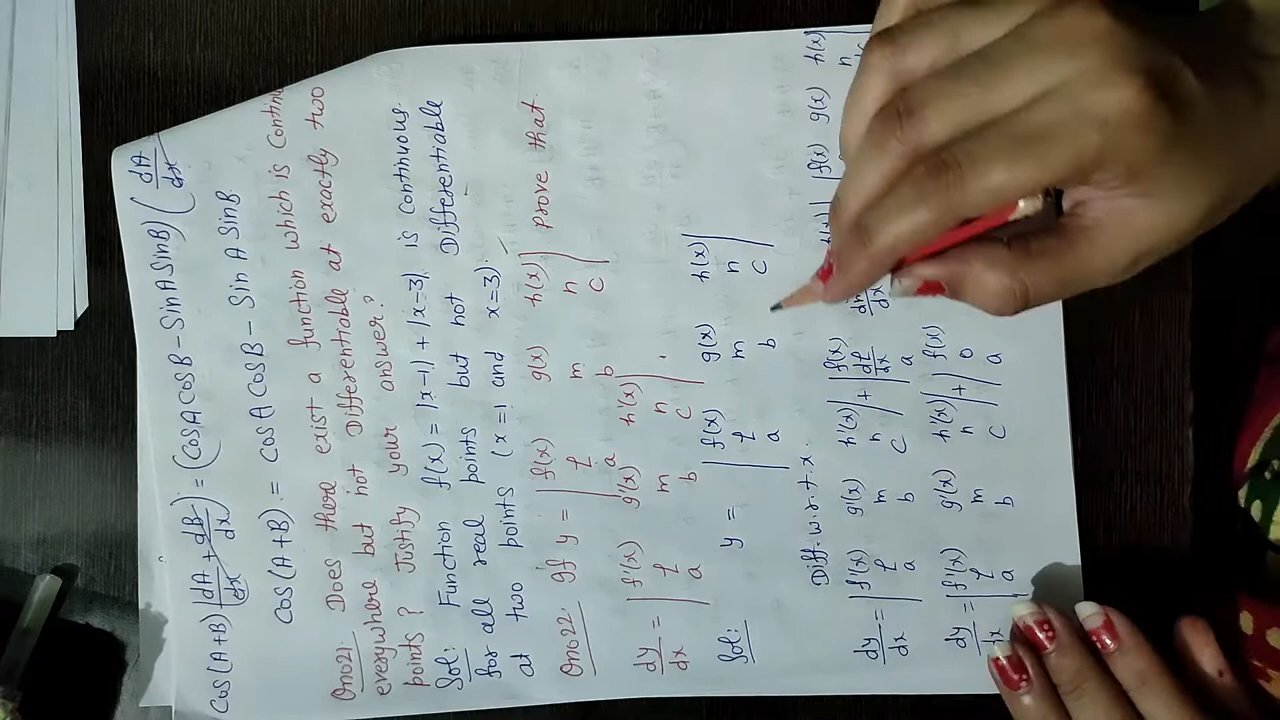 cos(A+B)(dA/dx + dB/dx) = (cosA cosB - SinA SinB)(dA/dx
cos(A+B) = cosA cosB - SinA SinB
Qno21. Does there exist a function which is
everywhere but not Differentiable at exactly two
points? Justify your answer?
Sol: Function f(x) = |x-1| + |x-3| is continuous
for all real points but not Differentiable
at two points (x=1 and x=3).
Qno22. If y = | f(x) g(x) h(x) | prove that
l m n
a b c
dy/dx = | f'(x) g'(x) h'(x) |
l m n
a b c
Sol: y = | f(x) g(x) h(x) |
l m n
a b c
Diff. w.r.t x.
dy/dx = | f'(x) g'(x) h'(x) | + | f(x) | f(x) g(x) h(x)
l m n dl/dx
a b c a
dy/dx = | f'(x) g'(x) h'(x) | + | f(x)
l m n 0
a b c a